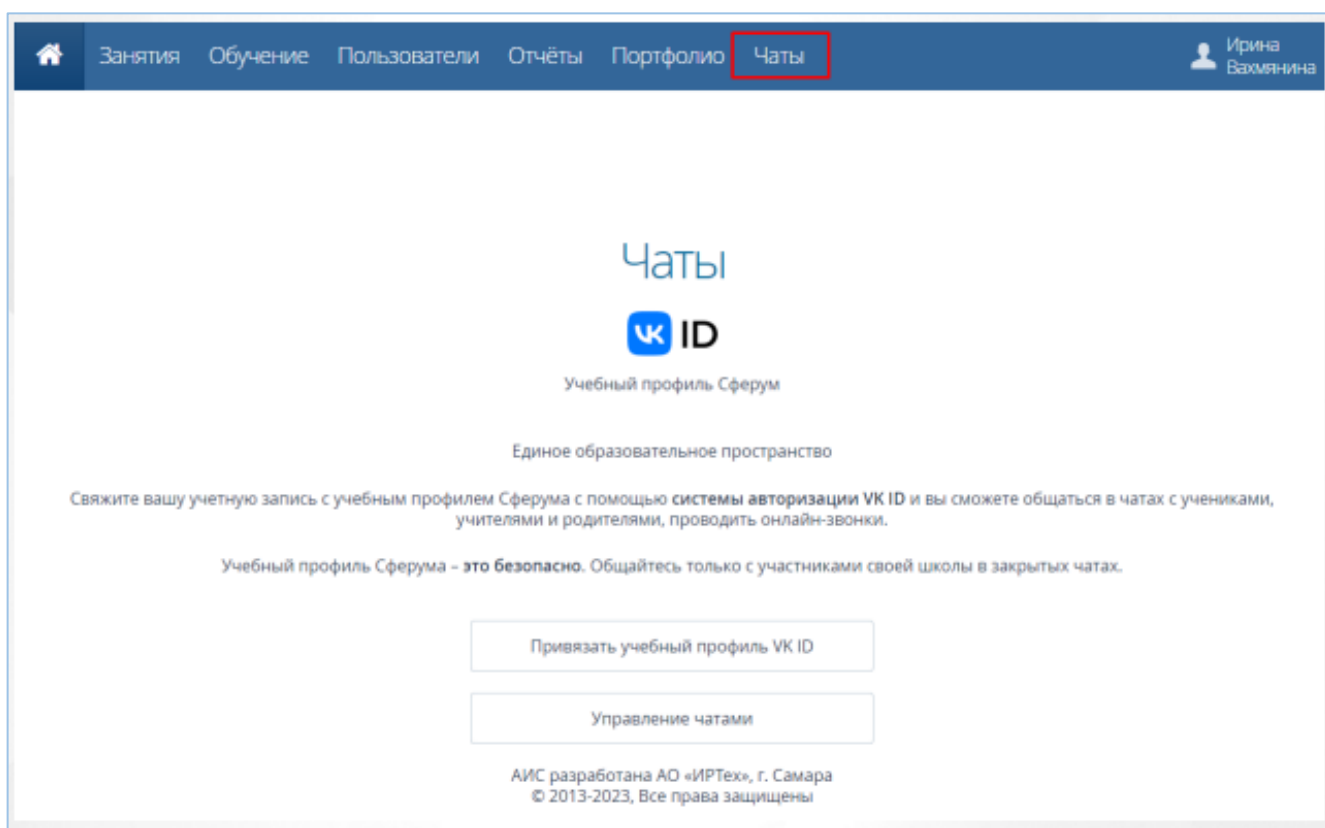 Занятия Обучение Пользователи Отчёты Портфолио Чаты
Ирина
Вахмянина
Чаты
VK ID
Учебный профиль Сферум
Единое образовательное пространство
Свяжите вашу учетную запись с учебным профилем Сферума с помощью системы авторизации VK ID и вы сможете общаться в чатах с учениками,
учителями и родителями, проводить онлайн-звонки.
Учебный профиль Сферума – это безопасно. Общайтесь только с участниками своей школы в закрытых чатах.
Привязать учебный профиль VK ID
Управление чатами
АИС разработана АО «ИРТех», г. Самара
© 2013-2023, Все права защищены